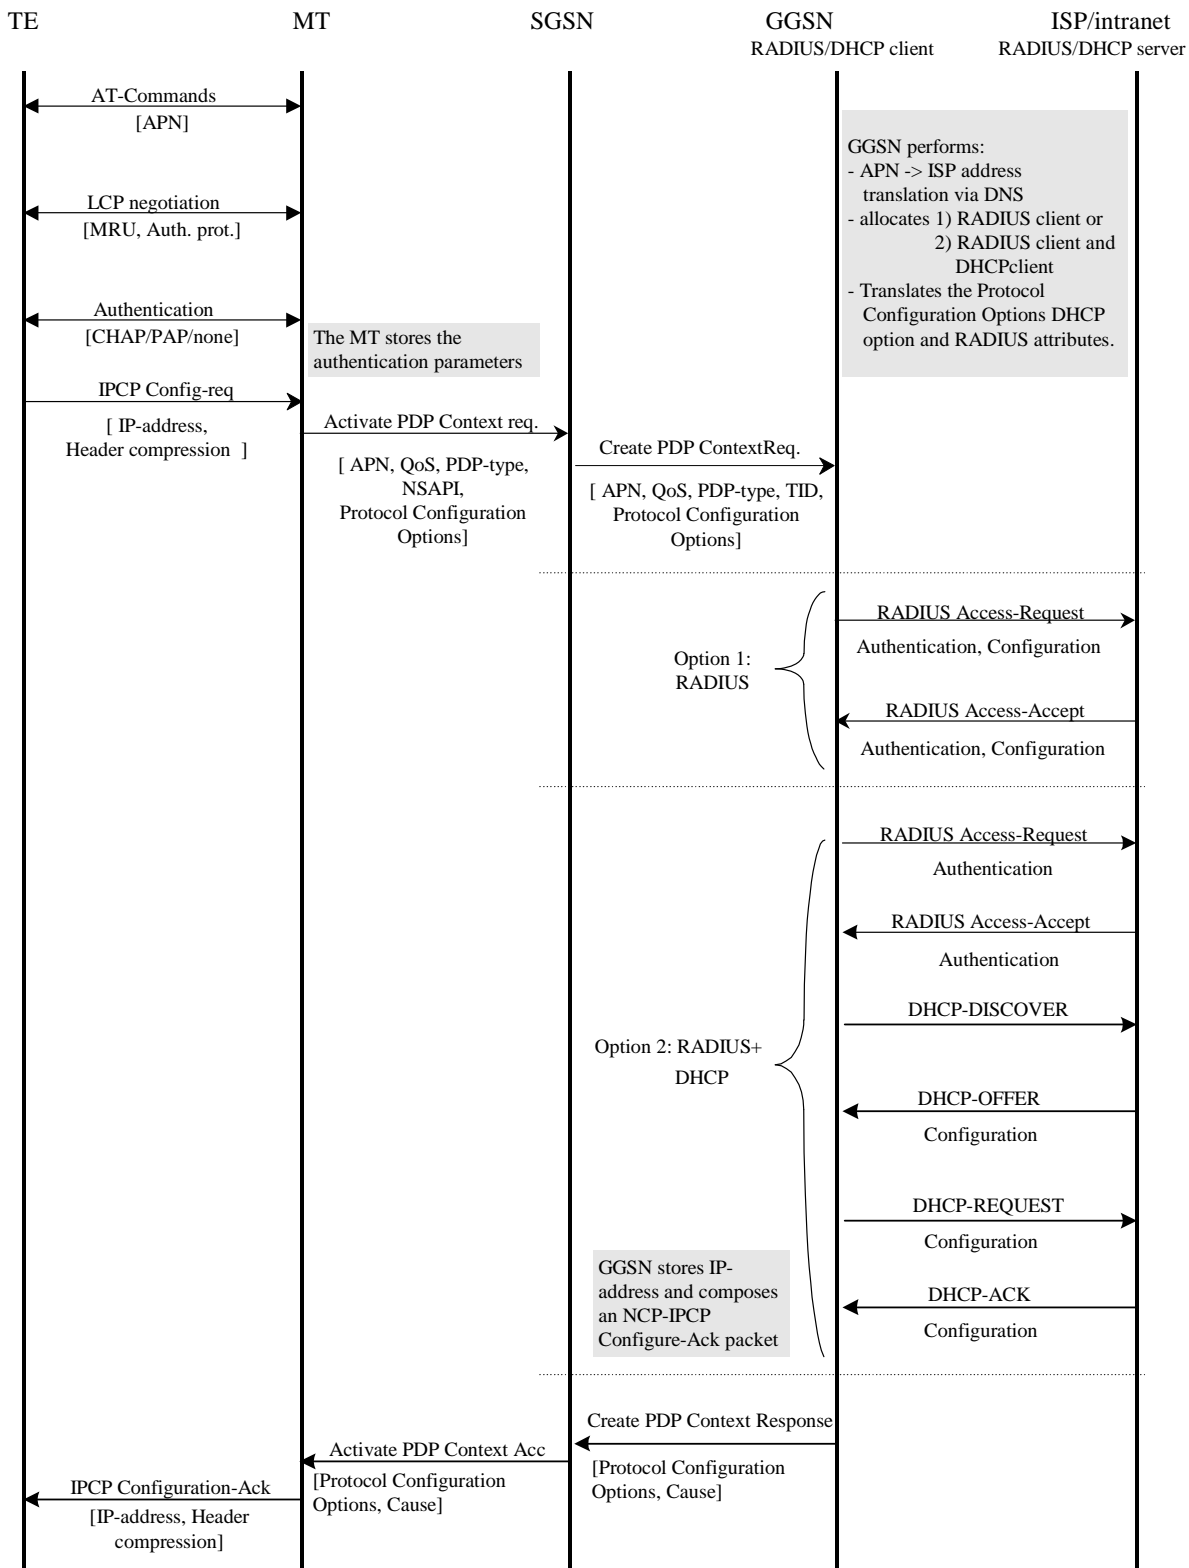 TE
MT
SGSN
GGSN
ISP/intranet
RADIUS/DHCP client
RADIUS/DHCP server
AT-Commands
[APN]
GGSN performs:
- APN -> ISP address
translation via DNS
- allocates 1) RADIUS client or
2) RADIUS client and
DHCPclient
- Translates the Protocol
Configuration Options DHCP
option and RADIUS attributes.
LCP negotiation
[MRU, Auth. prot.]
Authentication
[CHAP/PAP/none]
The MT stores the
authentication parameters
IPCP Config-req
[ IP-address,
Header compression ]
Activate PDP Context req.
[ APN, QoS, PDP-type,
NSAPI,
Protocol Configuration
Options]
Create PDP ContextReq.
[ APN, QoS, PDP-type, TID,
Protocol Configuration
Options]
Option 1:
RADIUS
RADIUS Access-Request
Authentication, Configuration
RADIUS Access-Accept
Authentication, Configuration
Option 2: RADIUS+
DHCP
RADIUS Access-Request
Authentication
RADIUS Access-Accept
Authentication
DHCP-DISCOVER
DHCP-OFFER
Configuration
DHCP-REQUEST
Configuration
DHCP-ACK
Configuration
GGSN stores IP-
address and composes
an NCP-IPCP
Configure-Ack packet
Create PDP Context Response
[Protocol Configuration
Options, Cause]
Activate PDP Context Acc
[Protocol Configuration
Options, Cause]
IPCP Configuration-Ack
[IP-address, Header
compression]